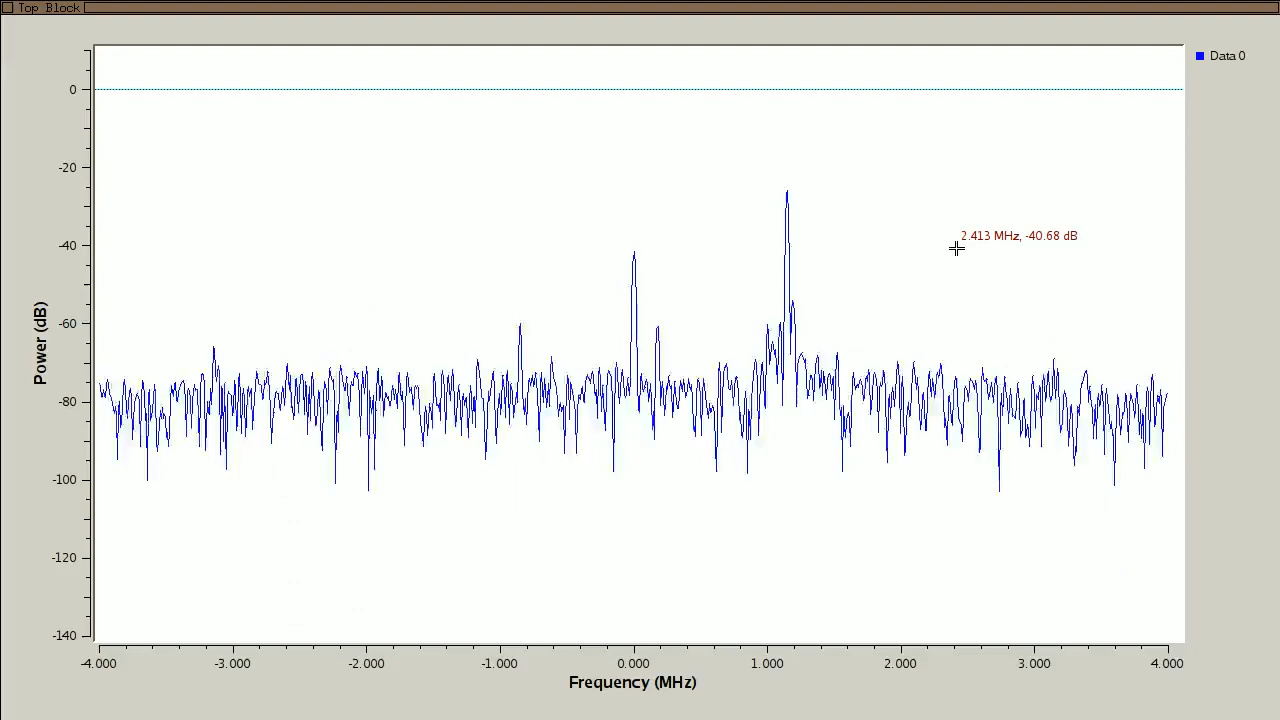 Top Block
Data 0
0
-20
2.413 MHz, -40.68 dB
-40
-60
-80
-100
-120
-140
Power (dB)
-4.000 -3.000 -2.000 -1.000 0.000 1.000 2.000 3.000 4.000
Frequency (MHz)